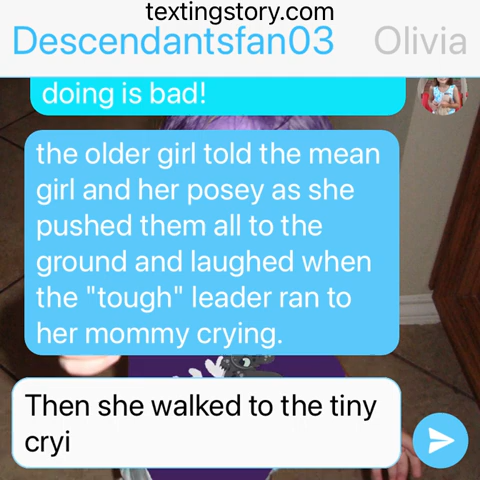 textingstory.com
Descendantsfan03 Olivia
doing is bad!
the older girl told the mean
girl and her posey as she
pushed them all to the
ground and laughed when
the "tough" leader ran to
her mommy crying.
Then she walked to the tiny
cryi